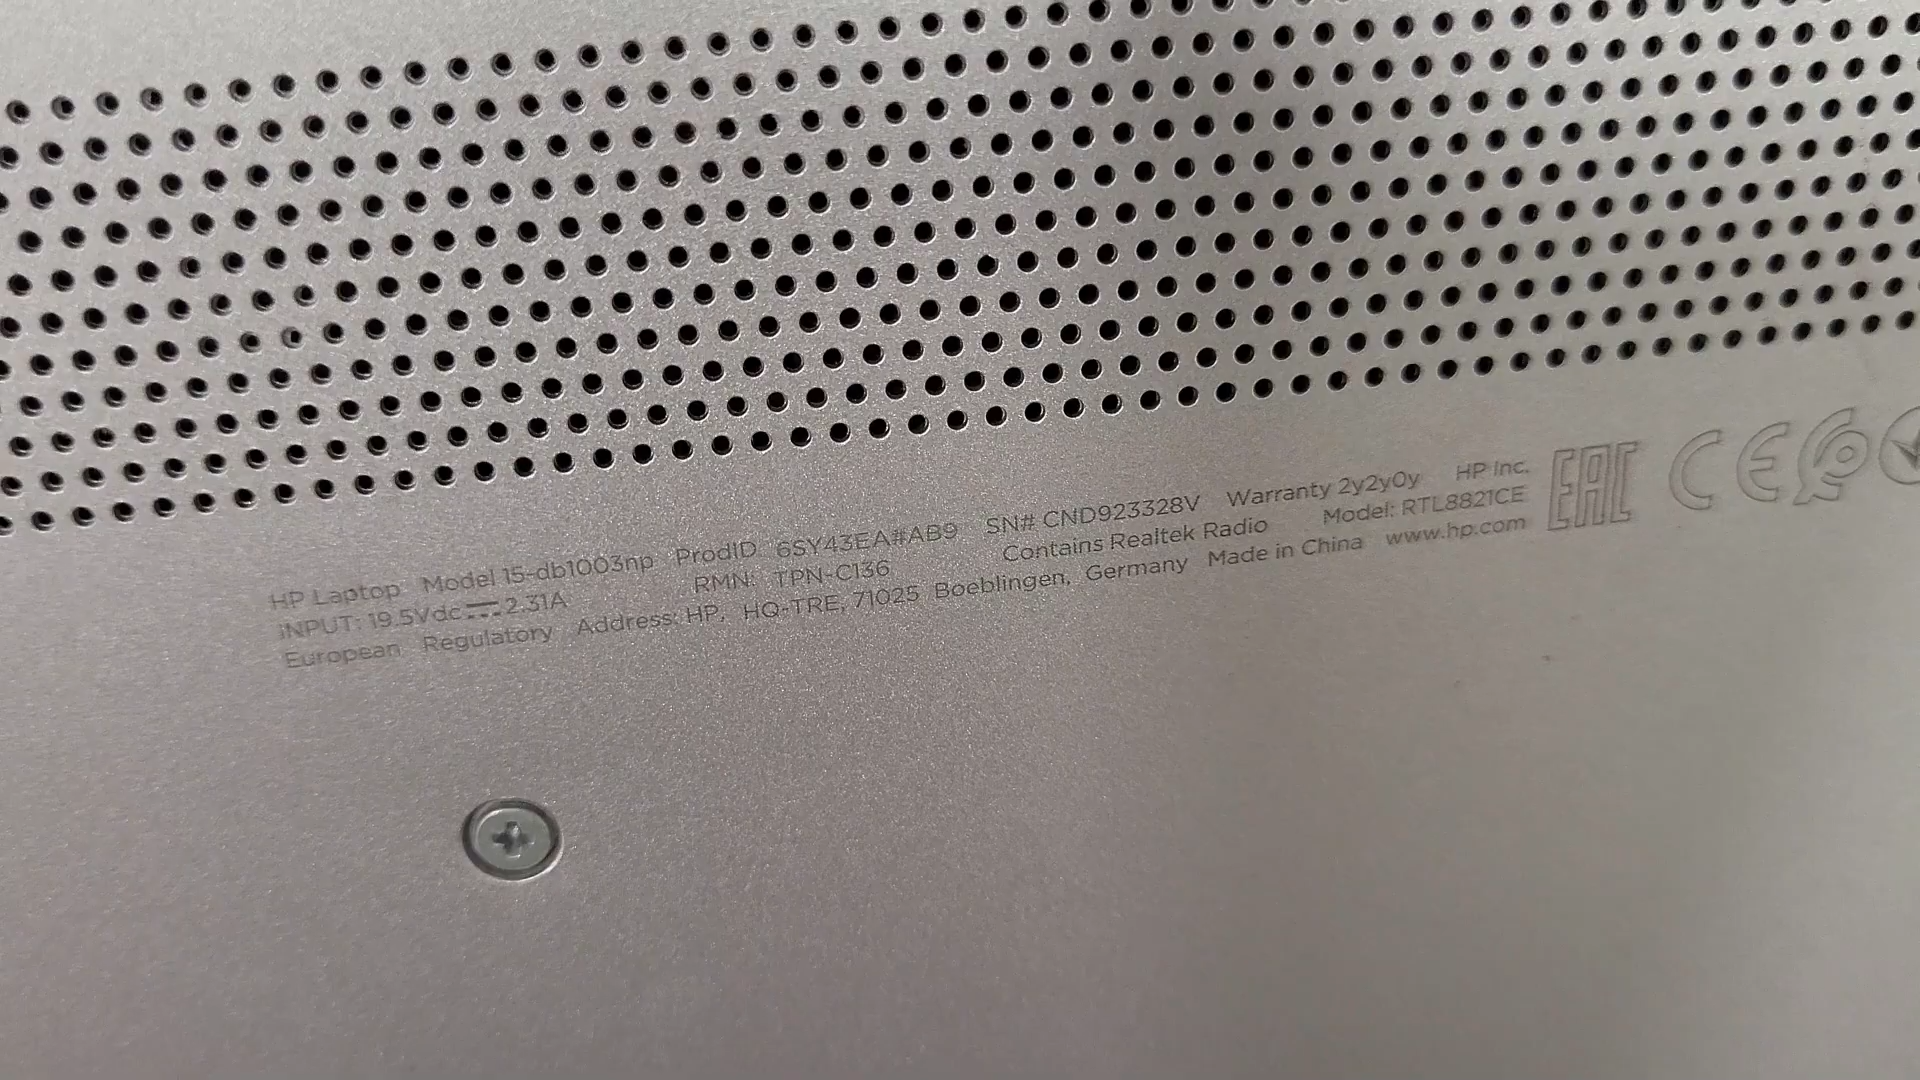 HP Laptop Model 15-db1003np ProdID 6SY43EA#AB9 SN# CND923328V Warranty 2y2y0y HP Inc.
INPUT: 19.5Vdc 2.31A RMN: TPN-C136 Contains Realtek Radio Model: RTL8821CE
European Regulatory Address: HP, HQ-TRE, 71025 Boeblingen, Germany Made in China www.hp.com
EAC CE